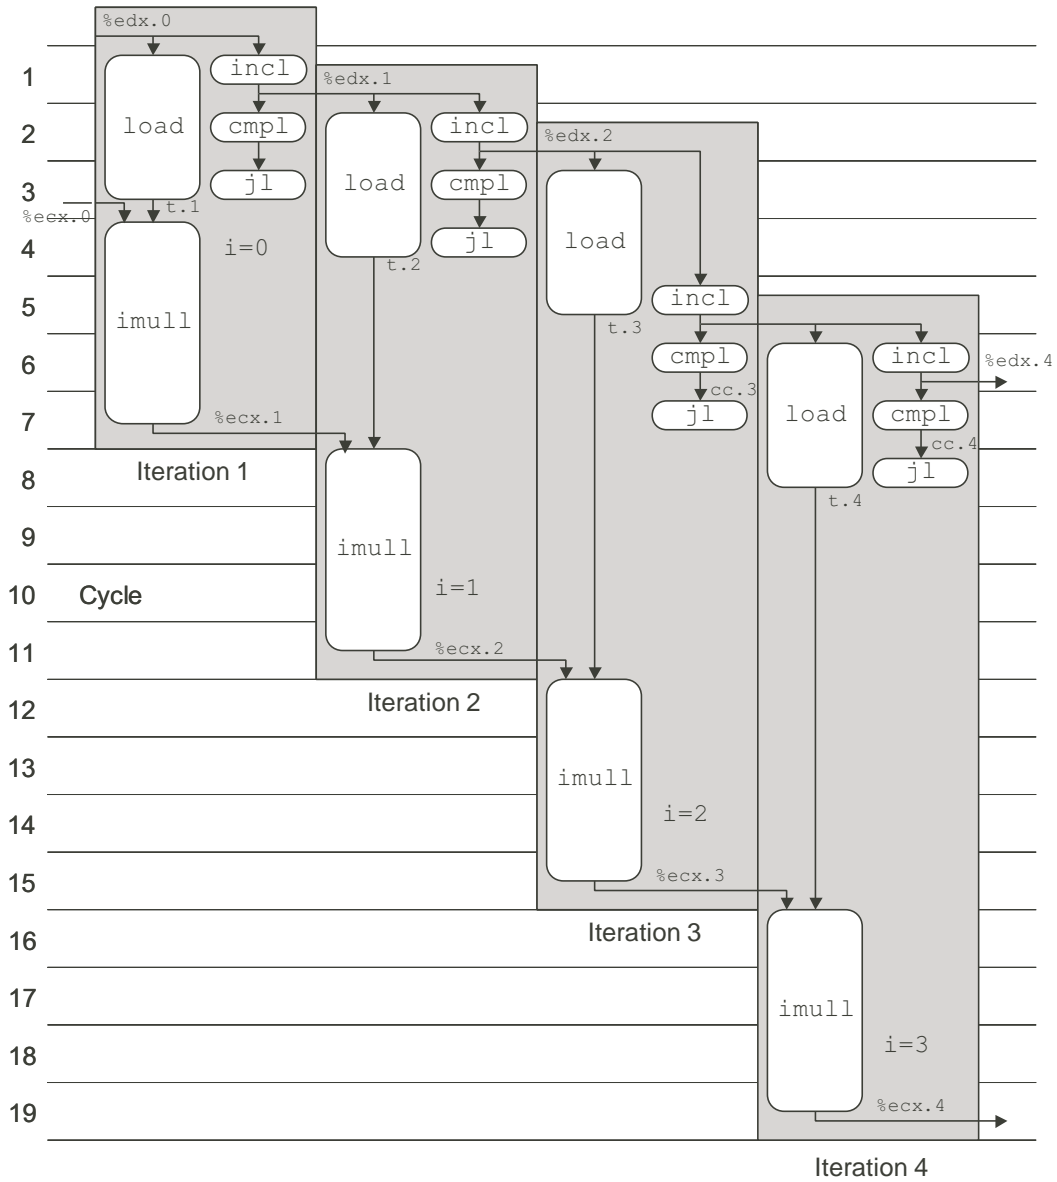 %edx.0
1
incl
%edx.1
load
cmpl
2
incl
%edx.2
jl
load
cmpl
3
t.1
%ecx.0
load
jl
4
i=0
t.2
incl
5
imull
t.3
cmpl
incl
%edx.4
6
cc.3
jl
load
cmpl
7
%ecx.1
cc.4
Iteration 1
jl
8
t.4
9
imull
10
Cycle
i=1
11
%ecx.2
Iteration 2
12
13
imull
14
i=2
15
%ecx.3
Iteration 3
16
17
imull
18
i=3
19
%ecx.4
Iteration 4